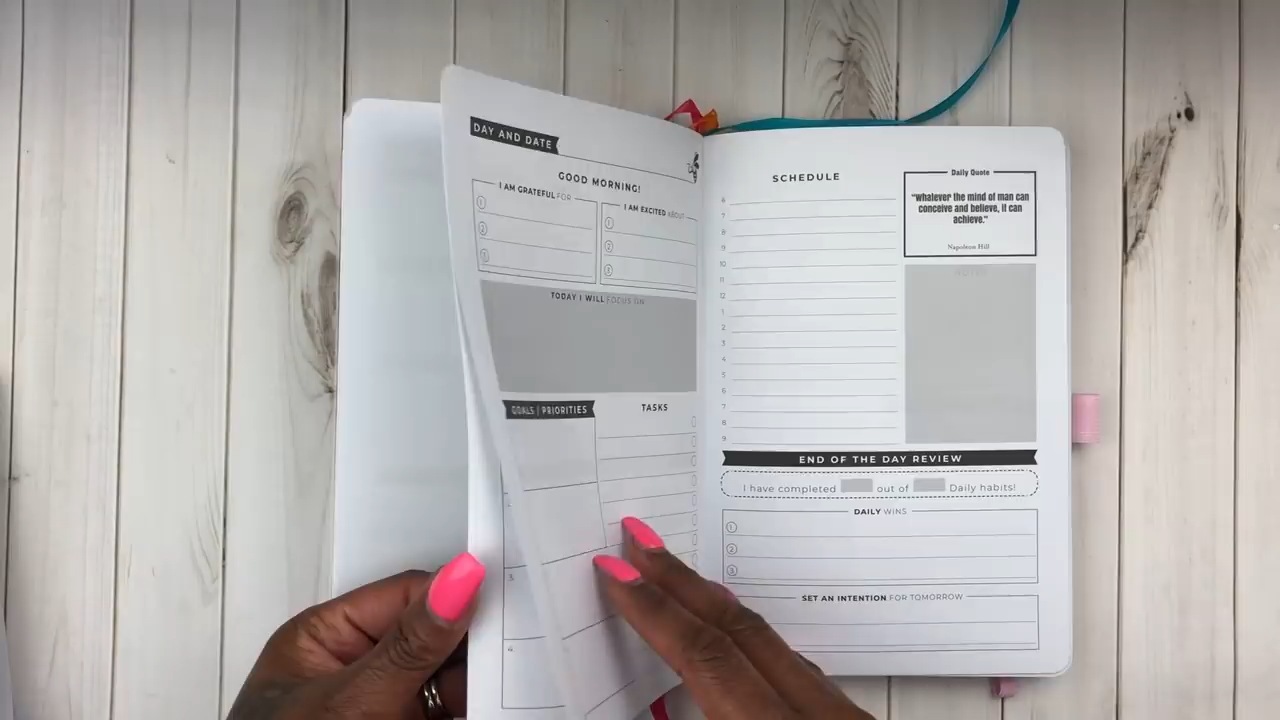 DAY AND DATE
GOOD MORNING!
I AM GRATEFUL FOR
1
2
3
I AM EXCITED ABOUT
1
2
3
TODAY I WILL FOCUS ON
GOALS | PRIORITIES
TASKS
3
4
SCHEDULE
6
7
8
9
10
11
12
1
2
3
4
5
6
7
8
9
Daily Quote
"Whatever the mind of man can
conceive and believe, it can
achieve."
Napoleon Hill
NOTES
END OF THE DAY REVIEW
I have completed out of Daily habits!
DAILY WINS
1
2
3
SET AN INTENTION FOR TOMORROW